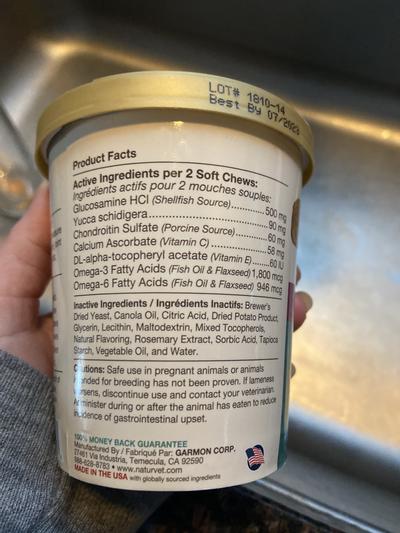 LOT# 1810-14
Best By 07/2023
Product Facts
Active Ingredients per 2 Soft Chews:
Ingrédients actifs pour 2 mouches souples:
Glucosamine HCl (Shellfish Source)............500 mg
Yucca schidigera....................................90 mg
Chondroitin Sulfate (Porcine Source)..........60 mg
Calcium Ascorbate (Vitamin C)..................56 mg
DL-alpha-tocopheryl acetate (Vitamin E)......60 IU
Omega-3 Fatty Acids (Fish Oil & Flaxseed) 1,800 mcg
Omega-6 Fatty Acids (Fish Oil & Flaxseed) 946 mcg
Inactive Ingredients / Ingrédients Inactifs: Brewer's
Dried Yeast, Canola Oil, Citric Acid, Dried Potato Product,
Glycerin, Lecithin, Maltodextrin, Mixed Tocopherols,
Natural Flavoring, Rosemary Extract, Sorbic Acid, Tapioca
Starch, Vegetable Oil, and Water.
Cautions: Safe use in pregnant animals or animals
intended for breeding has not been proven. If lameness
worsens, discontinue use and contact your veterinarian.
Administer during or after the animal has eaten to reduce
incidence of gastrointestinal upset.
100% MONEY BACK GUARANTEE
Manufactured By / Fabriqué Par: GARMON CORP.
27461 Via Industria, Temecula, CA 92590
888-628-8783 • www.naturvet.com
MADE IN THE USA with globally sourced ingredients